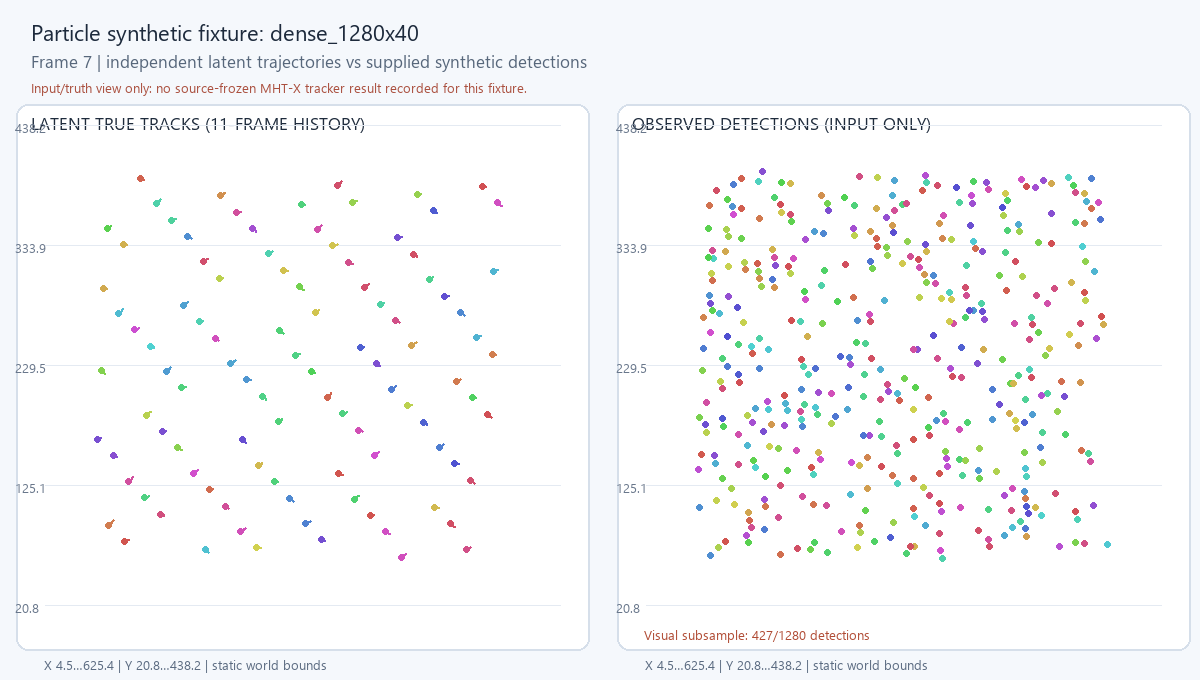 Particle synthetic fixture: dense_1280x40
Frame 7 | independent latent trajectories vs supplied synthetic detections
Input/truth view only: no source-frozen MHT-X tracker result recorded for this fixture.
LATENT TRUE TRACKS (11-FRAME HISTORY)
438.2
333.9
229.5
125.1
20.8
X 4.5...625.4 | Y 20.8...438.2 | static world bounds
OBSERVED DETECTIONS (INPUT ONLY)
438.2
333.9
229.5
125.1
20.8
Visual subsample: 427/1280 detections
X 4.5...625.4 | Y 20.8...438.2 | static world bounds